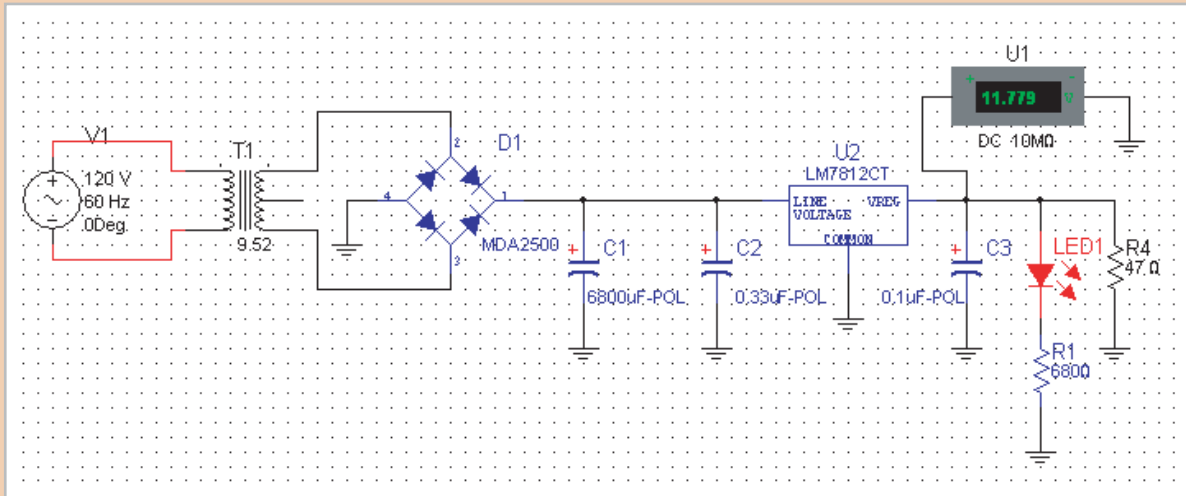 U1
+ -
11.779 V
DC 10MΩ
V1
120 V
60 Hz
0Deg
+
T1
9.52
D1
2
4
1
3
MDA2500
+
C1
6800uF-POL
+
C2
0.33uF-POL
U2
LM7812CT
LINE VREG
VOLTAGE
COMMON
+
C3
0.1uF-POL
LED1
R4
47 Ω
R1
680Ω